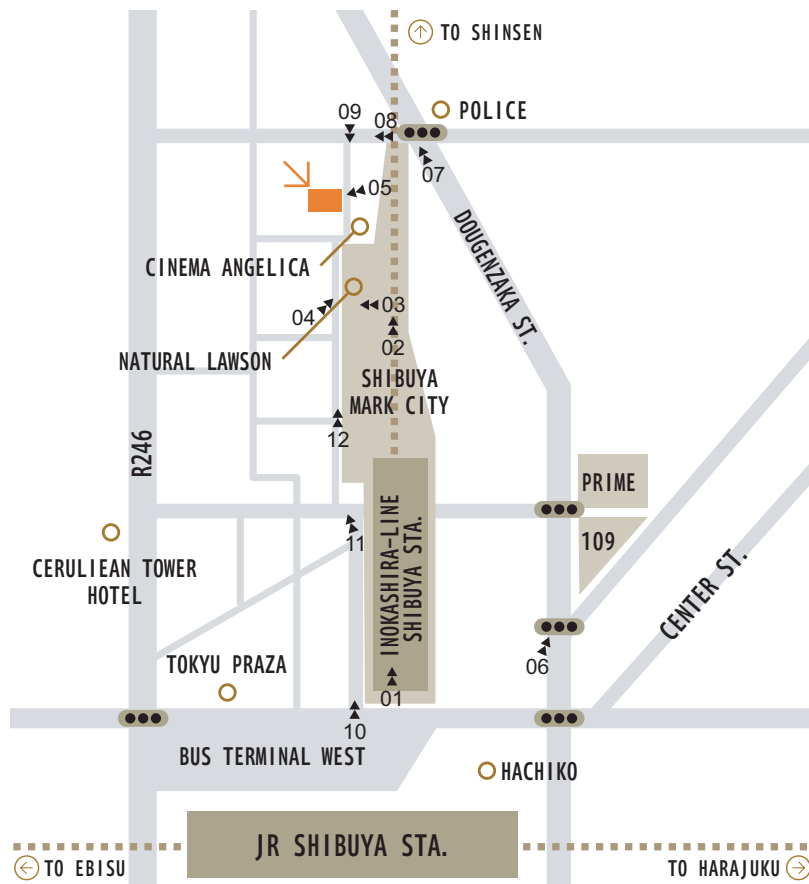 TO SHINSEN
POLICE
09
08
07
05
CINEMA ANGELICA
DOUGENZAKA ST.
03
04
02
NATURAL LAWSON
SHIBUYA
MARK CITY
12
R246
PRIME
109
11
INOKASHIRA-LINE
SHIBUYA STA.
CERULIEAN TOWER
HOTEL
CENTER ST.
06
TOKYU PRAZA
01
10
BUS TERMINAL WEST
HACHIKO
JR SHIBUYA STA.
TO EBISU
TO HARAJUKU